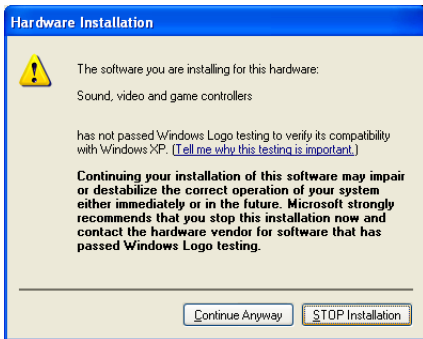 Hardware Installation
The software you are installing for this hardware:
Sound, video and game controllers
has not passed Windows Logo testing to verify its compatibility
with Windows XP. (Tell me why this testing is important.)
Continuing your installation of this software may impair
or destabilize the correct operation of your system
either immediately or in the future. Microsoft strongly
recommends that you stop this installation now and
contact the hardware vendor for software that has
passed Windows Logo testing.
Continue Anyway STOP Installation